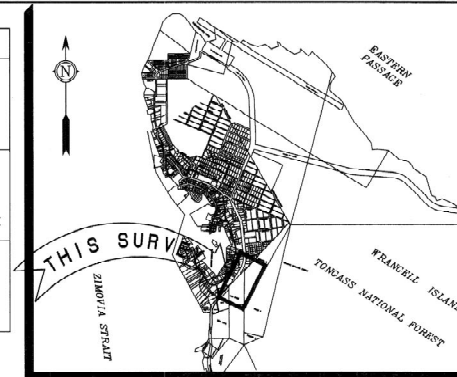 N
EASTERN
PASSAGE
THIS SURV
ZIMOVIA STRAIT
WRANGELL ISLAND
TONGASS NATIONAL FOREST